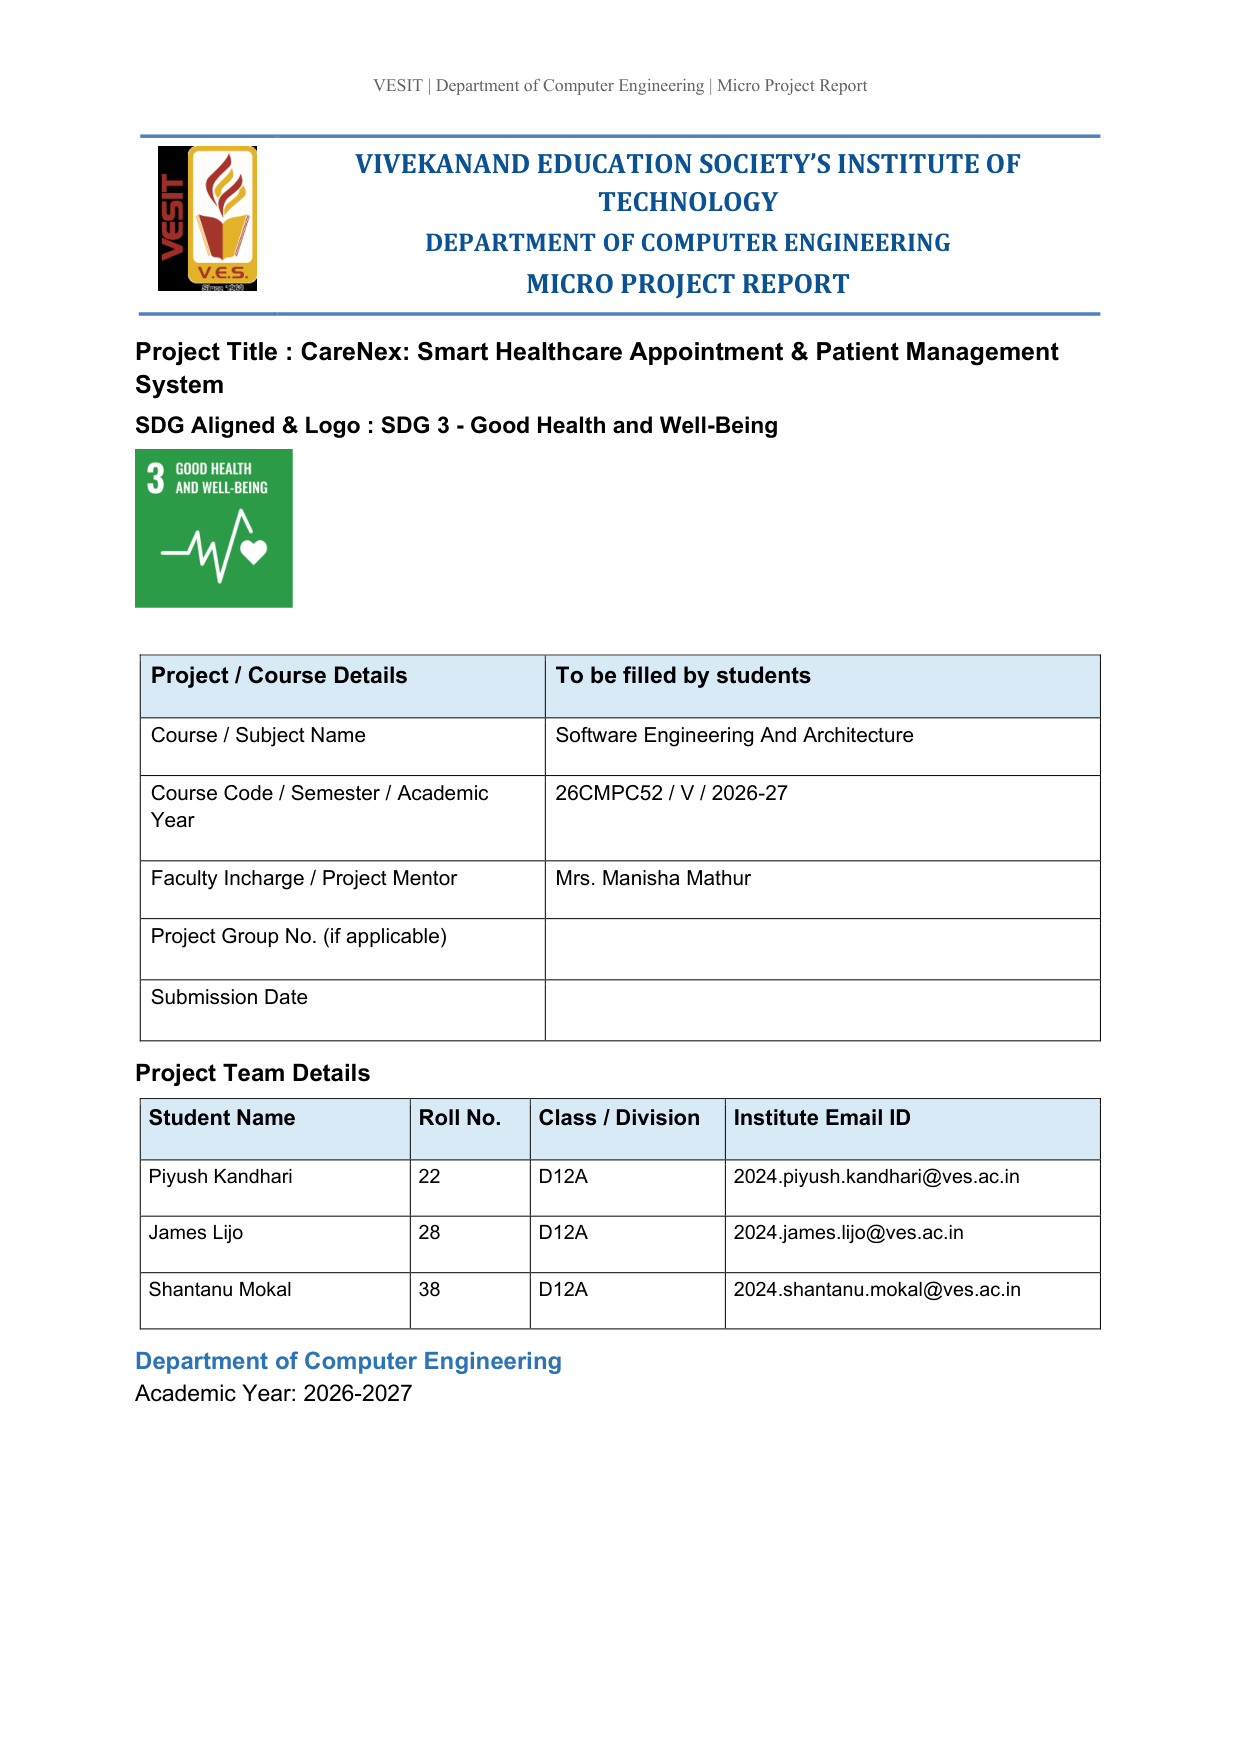 VESIT | Department of Computer Engineering | Micro Project Report
VESIT
V.E.S.
VIVEKANAND EDUCATION SOCIETY’S INSTITUTE OF
TECHNOLOGY
DEPARTMENT OF COMPUTER ENGINEERING
MICRO PROJECT REPORT
Project Title : CareNex: Smart Healthcare Appointment & Patient Management
System
SDG Aligned & Logo : SDG 3 - Good Health and Well-Being
3 GOOD HEALTH
AND WELL-BEING
Project / Course Details To be filled by students
Course / Subject Name Software Engineering And Architecture
Course Code / Semester / Academic 26CMPC52 / V / 2026-27
Year
Faculty Incharge / Project Mentor Mrs. Manisha Mathur
Project Group No. (if applicable)
Submission Date
Project Team Details
Student Name Roll No. Class / Division Institute Email ID
Piyush Kandhari 22 D12A 2024.piyush.kandhari@ves.ac.in
James Lijo 28 D12A 2024.james.lijo@ves.ac.in
Shantanu Mokal 38 D12A 2024.shantanu.mokal@ves.ac.in
Department of Computer Engineering
Academic Year: 2026-2027